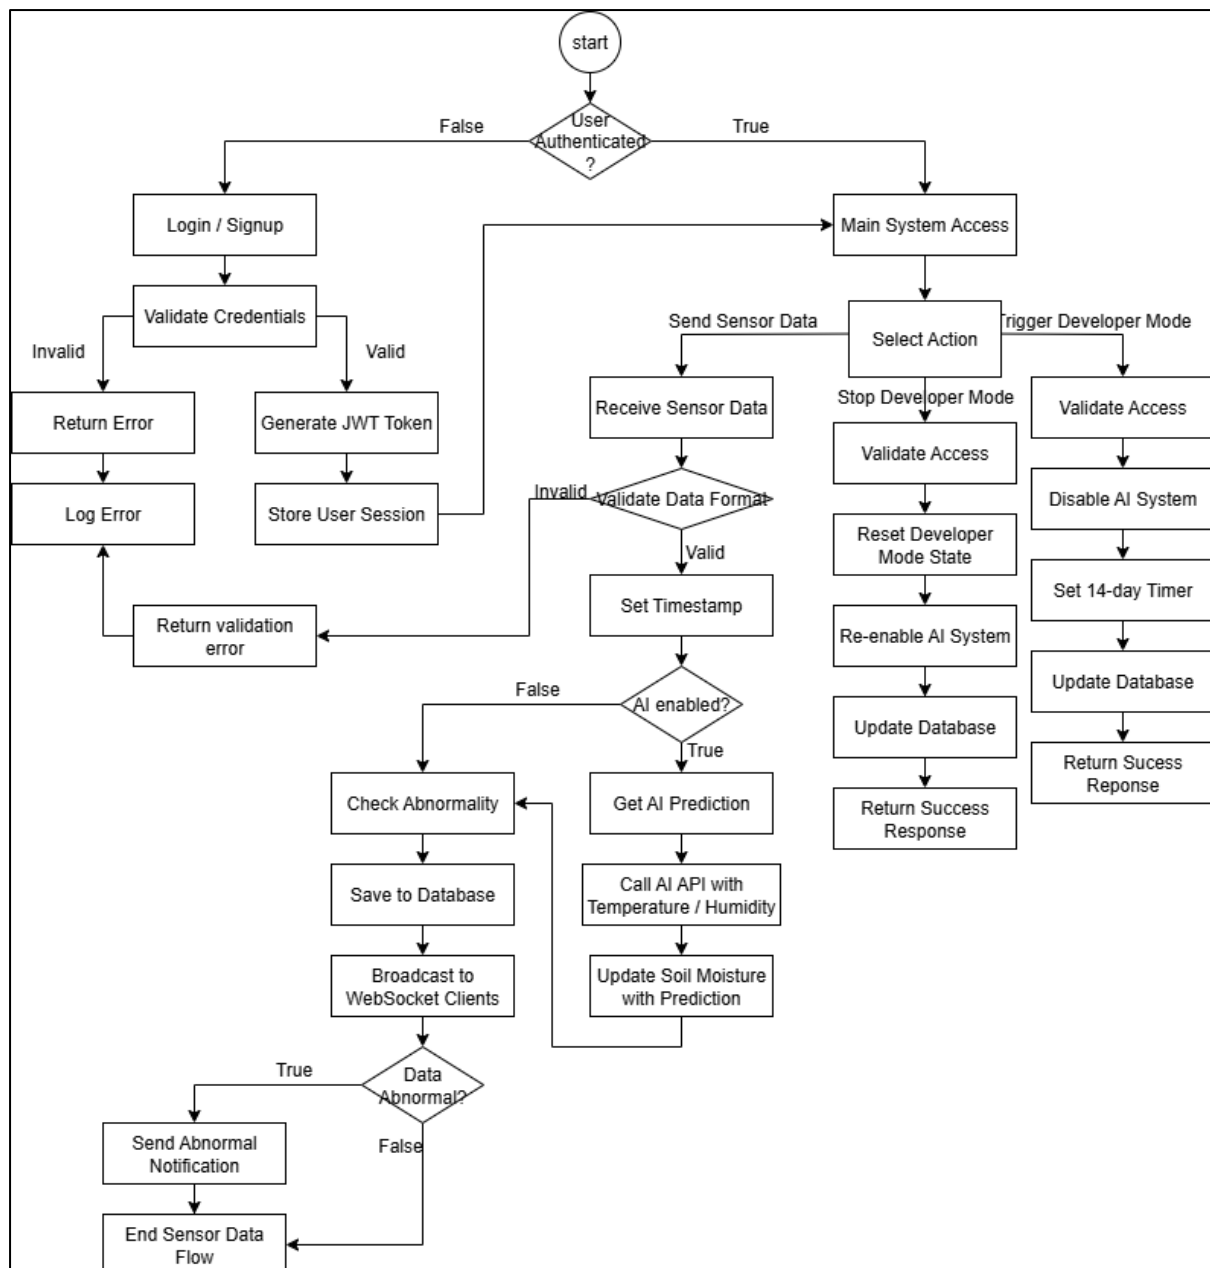 start
User
Authenticated
?
False
True
Login / Signup
Main System Access
Validate Credentials
Invalid
Valid
Send Sensor Data
Select Action
Trigger Developer Mode
Stop Developer Mode
Return Error
Generate JWT Token
Receive Sensor Data
Validate Access
Validate Access
Log Error
Store User Session
Invalid
Validate Data Format
Disable AI System
Valid
Reset Developer
Mode State
Return validation
error
Set Timestamp
Set 14-day Timer
Re-enable AI System
False
AI enabled?
True
Update Database
Update Database
Check Abnormality
Get AI Prediction
Return Success
Response
Return Sucess
Reponse
Save to Database
Call AI API with
Temperature / Humidity
Broadcast to
WebSocket Clients
Update Soil Moisture
with Prediction
True
Data
Abnormal?
False
Send Abnormal
Notification
End Sensor Data
Flow